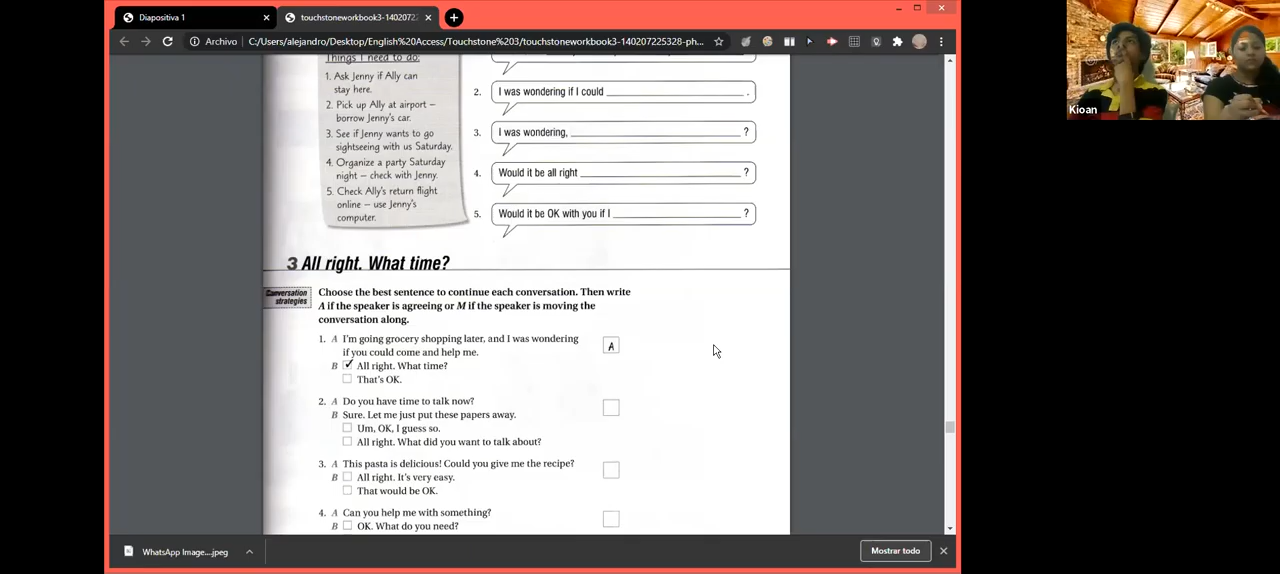 Diapositiva 1
touchstoneworkbook3-1402072
Archivo
C:/Users/alejandro/Desktop/English%20Access/Touchstone%203/touchstoneworkbook3-140207225328-ph...
Things I need to do:
1. Ask Jenny if Ally can
stay here.
2. Pick up Ally at airport –
borrow Jenny's car.
3. See if Jenny wants to go
sightseeing with us Saturday.
4. Organize a party Saturday
night – check with Jenny.
5. Check Ally's return flight
online – use Jenny's
computer.
2. I was wondering if I could ______ .
3. I was wondering, ______ ?
4. Would it be all right ______ ?
5. Would it be OK with you if I ______ ?
3 All right. What time?
Conversation
strategies
Choose the best sentence to continue each conversation. Then write
A if the speaker is agreeing or M if the speaker is moving the
conversation along.
1. A I'm going grocery shopping later, and I was wondering
if you could come and help me.
A
B ✓ All right. What time?
That's OK.
2. A Do you have time to talk now?
B Sure. Let me just put these papers away.
Um, OK, I guess so.
All right. What did you want to talk about?
3. A This pasta is delicious! Could you give me the recipe?
B All right. It's very easy.
That would be OK.
4. A Can you help me with something?
B OK. What do you need?
WhatsApp Image....jpeg
Mostrar todo
Kioan